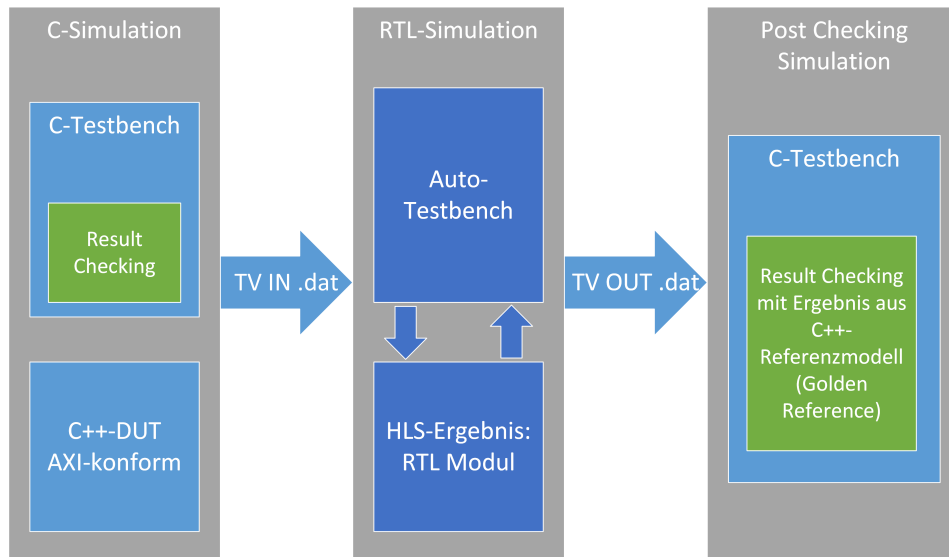 C-Simulation
C-Testbench
Result
Checking
C++-DUT
AXI-konform
TV IN .dat
RTL-Simulation
Auto-
Testbench
HLS-Ergebnis:
RTL Modul
TV OUT .dat
Post Checking
Simulation
C-Testbench
Result Checking
mit Ergebnis aus
C++-
Referenzmodell
(Golden
Reference)